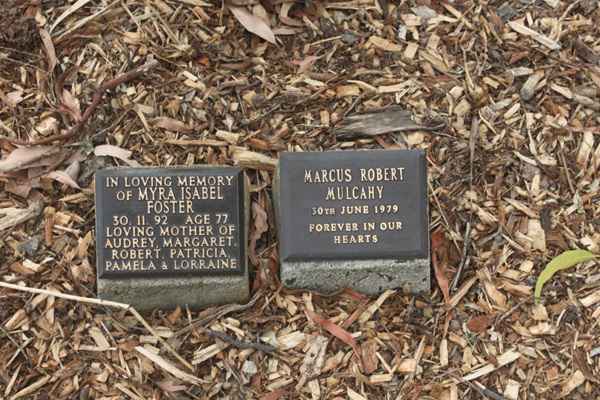 IN LOVING MEMORY
OF MYRA ISABEL
FOSTER
30. 11. 92 AGE 77
LOVING MOTHER OF
AUDREY, MARGARET,
ROBERT, PATRICIA,
PAMELA & LORRAINE
MARCUS ROBERT
MULCAHY
30TH JUNE 1979
FOREVER IN OUR
HEARTS